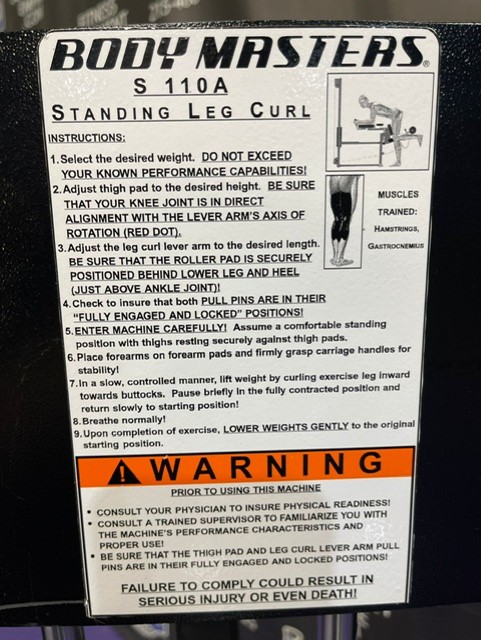 BODY MASTERS®
S 110A
STANDING LEG CURL
INSTRUCTIONS:
1. Select the desired weight. DO NOT EXCEED
YOUR KNOWN PERFORMANCE CAPABILITIES!
2. Adjust thigh pad to the desired height. BE SURE
THAT YOUR KNEE JOINT IS IN DIRECT
ALIGNMENT WITH THE LEVER ARM'S AXIS OF
ROTATION (RED DOT).
3. Adjust the leg curl lever arm to the desired length.
BE SURE THAT THE ROLLER PAD IS SECURELY
POSITIONED BEHIND LOWER LEG AND HEEL
(JUST ABOVE ANKLE JOINT)!
MUSCLES
TRAINED:
HAMSTRINGS,
GASTROCNEMIUS
4. Check to insure that both PULL PINS ARE IN THEIR
"FULLY ENGAGED AND LOCKED" POSITIONS!
5. ENTER MACHINE CAREFULLY! Assume a comfortable standing
position with thighs resting securely against thigh pads.
6. Place forearms on forearm pads and firmly grasp carriage handles for
stability!
7. In a slow, controlled manner, lift weight by curling exercise leg inward
towards buttocks. Pause briefly in the fully contracted position and
return slowly to starting position!
8. Breathe normally!
9. Upon completion of exercise, LOWER WEIGHTS GENTLY to the original
starting position.
WARNING
PRIOR TO USING THIS MACHINE
• CONSULT YOUR PHYSICIAN TO INSURE PHYSICAL READINESS!
• CONSULT A TRAINED SUPERVISOR TO FAMILIARIZE YOU WITH
THE MACHINE'S PERFORMANCE CHARACTERISTICS AND
PROPER USE!
• BE SURE THAT THE THIGH PAD AND LEG CURL LEVER ARM PULL
PINS ARE IN THEIR FULLY ENGAGED AND LOCKED POSITIONS!
FAILURE TO COMPLY COULD RESULT IN
SERIOUS INJURY OR EVEN DEATH!